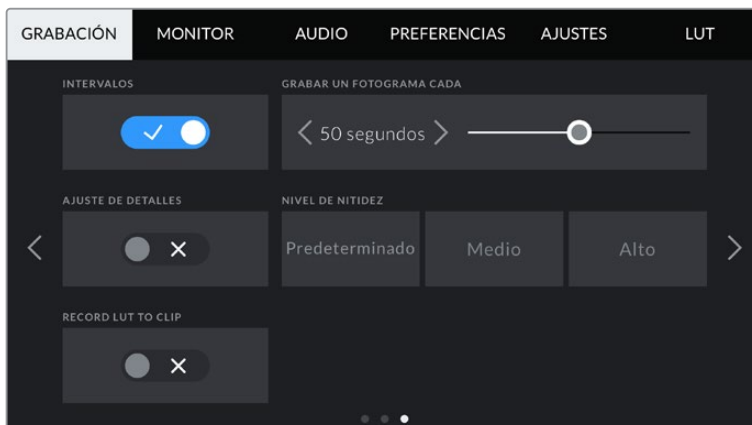 GRABACIÓN MONITOR AUDIO PREFERENCIAS AJUSTES LUT
INTERVALOS GRABAR UN FOTOGRAMA CADA
50 segundos
AJUSTE DE DETALLES NIVEL DE NITIDEZ
Predeterminado Medio Alto
RECORD LUT TO CLIP